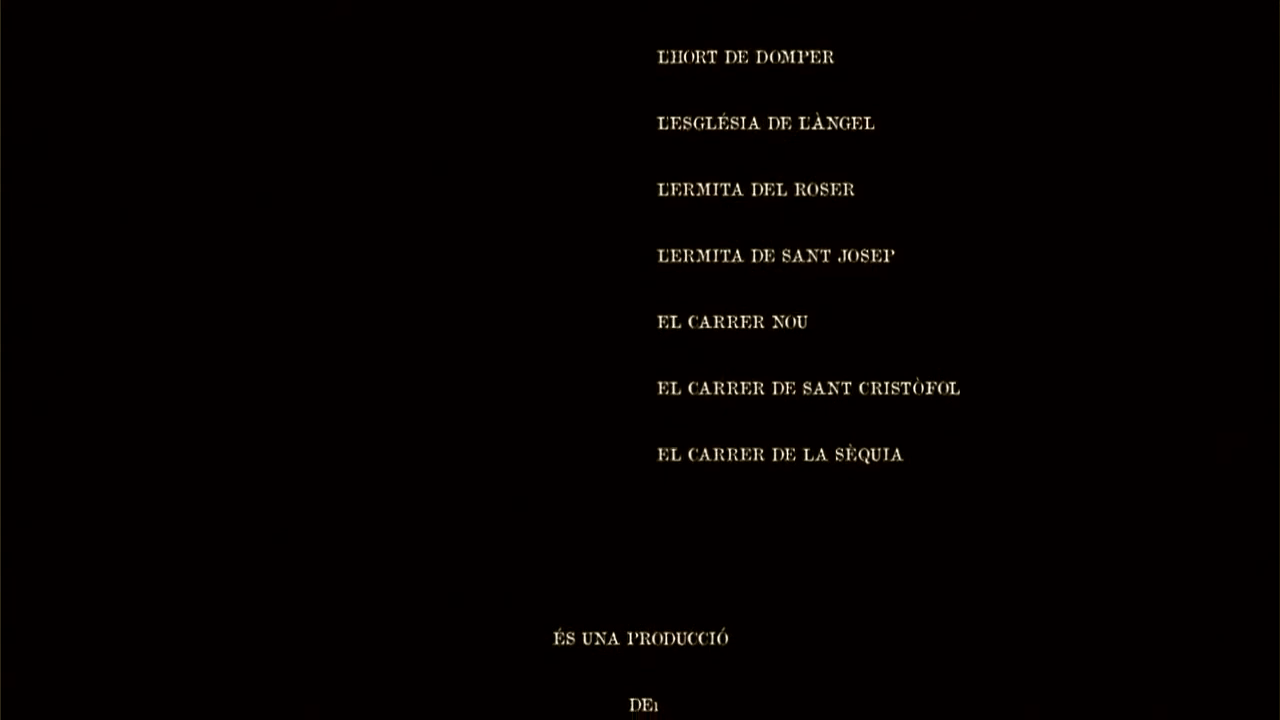 L'HORT DE DOMPER
L'ESGLÉSIA DE L'ÀNGEL
L'ERMITA DEL ROSER
L'ERMITA DE SANT JOSEP
EL CARRER NOU
EL CARRER DE SANT CRISTÒFOL
EL CARRER DE LA SÈQUIA
ÉS UNA PRODUCCIÓ
DE